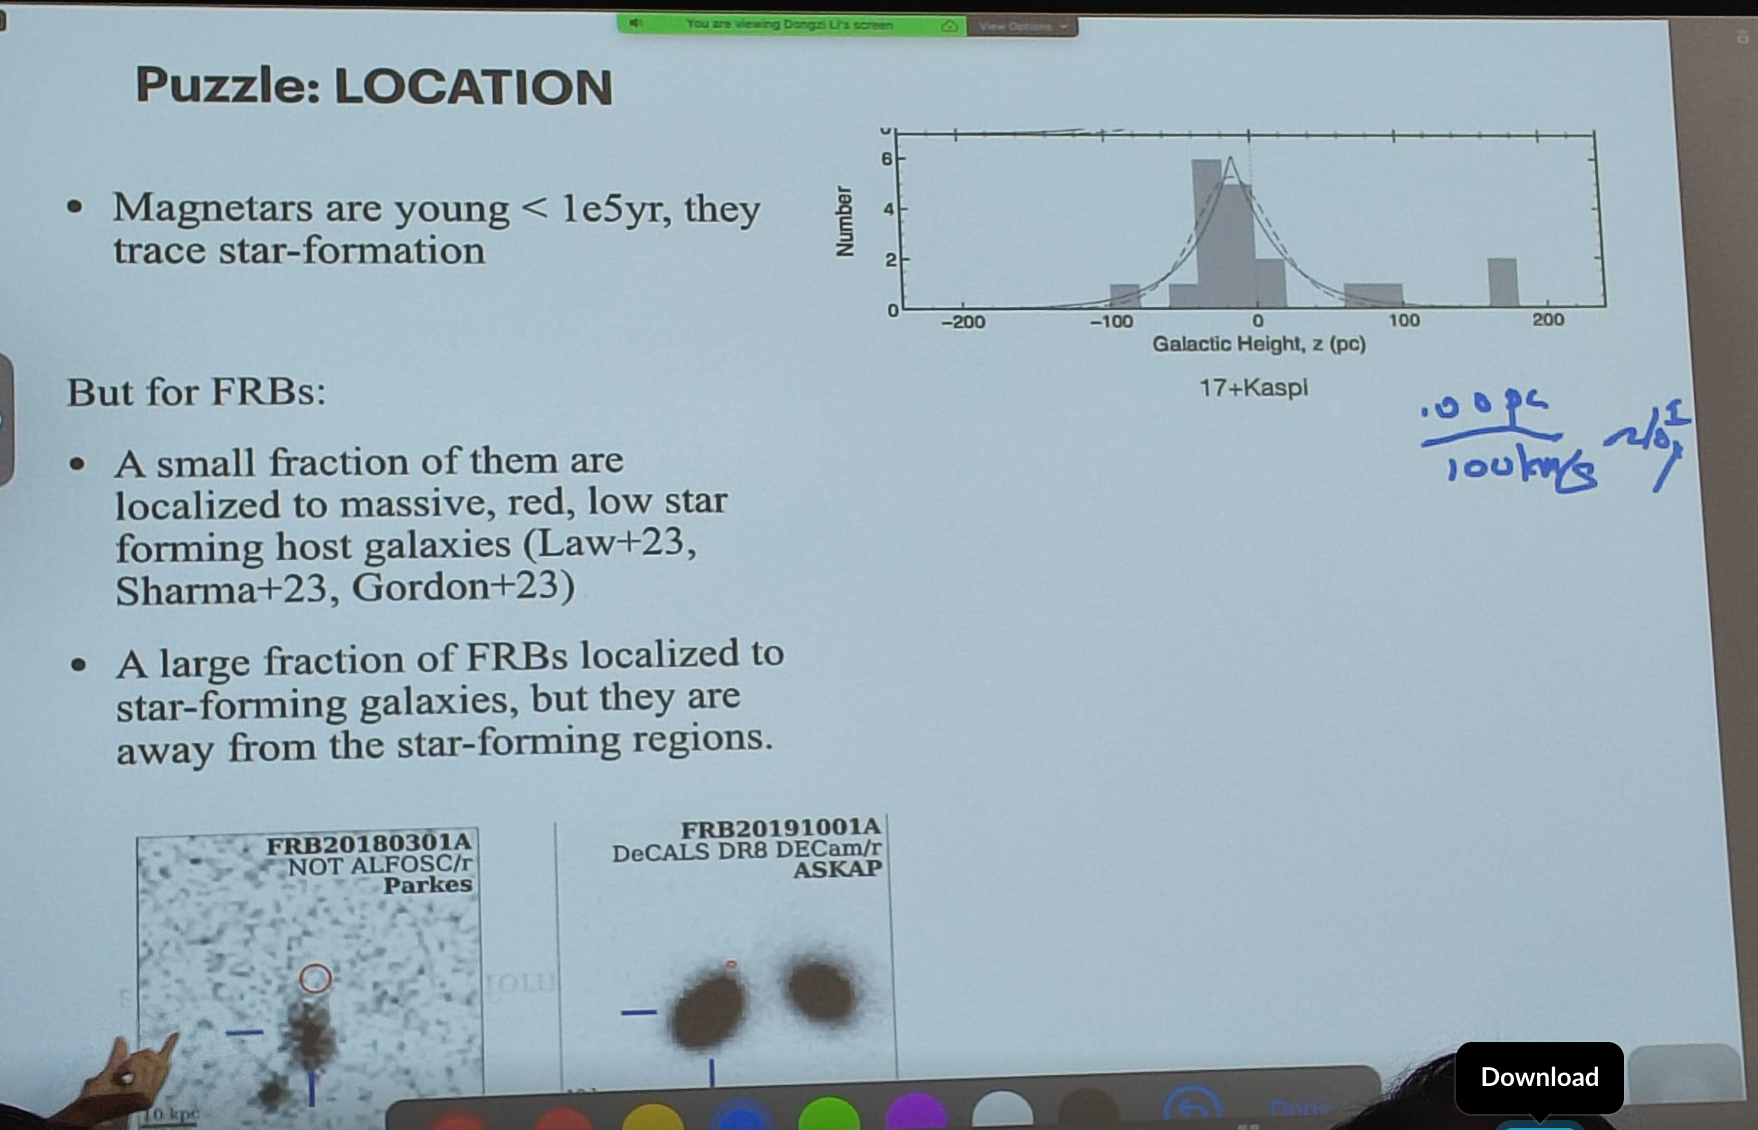 You are viewing Dongzi Li's screen
View Options
Puzzle: LOCATION
• Magnetars are young < 1e5yr, they
trace star-formation
Number
6
4
2
0
−200
−100
0
100
200
Galactic Height, z (pc)
17+Kaspi
100 pc
100 km/s
But for FRBs:
• A small fraction of them are
localized to massive, red, low star
forming host galaxies (Law+23,
Sharma+23, Gordon+23)
• A large fraction of FRBs localized to
star-forming galaxies, but they are
away from the star-forming regions.
FRB20180301A
NOT ALFOSC/r
Parkes
10 kpc
FRB20191001A
DeCALS DR8 DECam/r
ASKAP
Done
Download